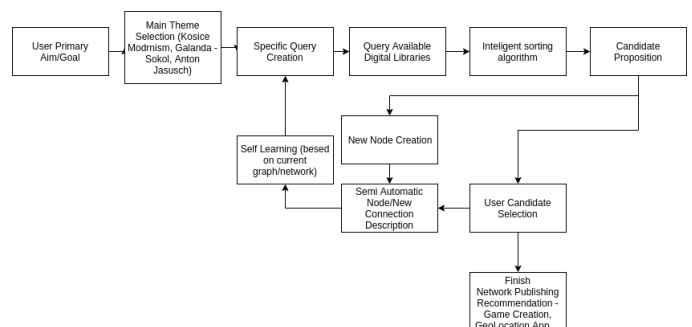 User Primary
Aim/Goal
Main Theme
Selection (Kosice
Modrnism, Galanda -
Sokol, Anton
Jasusch)
Specific Query
Creation
Query Available
Digital Libraries
Inteligent sorting
algorithm
Candidate
Proposition
New Node Creation
Self Learning (besed
on current
graph/network)
Semi Automatic
Node/New
Connection
Description
User Candidate
Selection
Finish
Network Publishing
Recommendation -
Game Creation,
GeoLocation App...